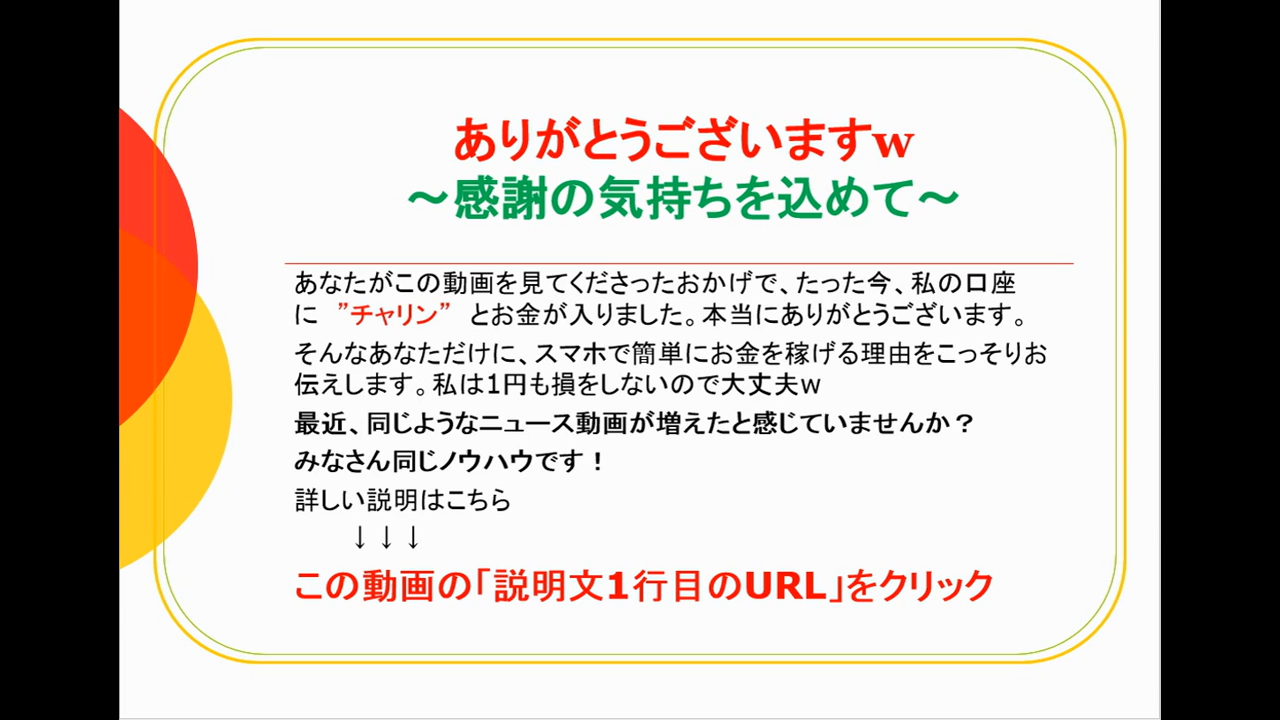 ありがとうございますw
～感謝の気持ちを込めて～
あなたがこの動画を見てくださったおかげで、たった今、私の口座
に　”チャリン”　とお金が入りました。本当にありがとうございます。
そんなあなただけに、スマホで簡単にお金を稼げる理由をこっそりお
伝えします。私は1円も損をしないので大丈夫w
最近、同じようなニュース動画が増えたと感じていませんか？
みなさん同じノウハウです！
詳しい説明はこちら
↓↓↓
この動画の「説明文1行目のURL」をクリック